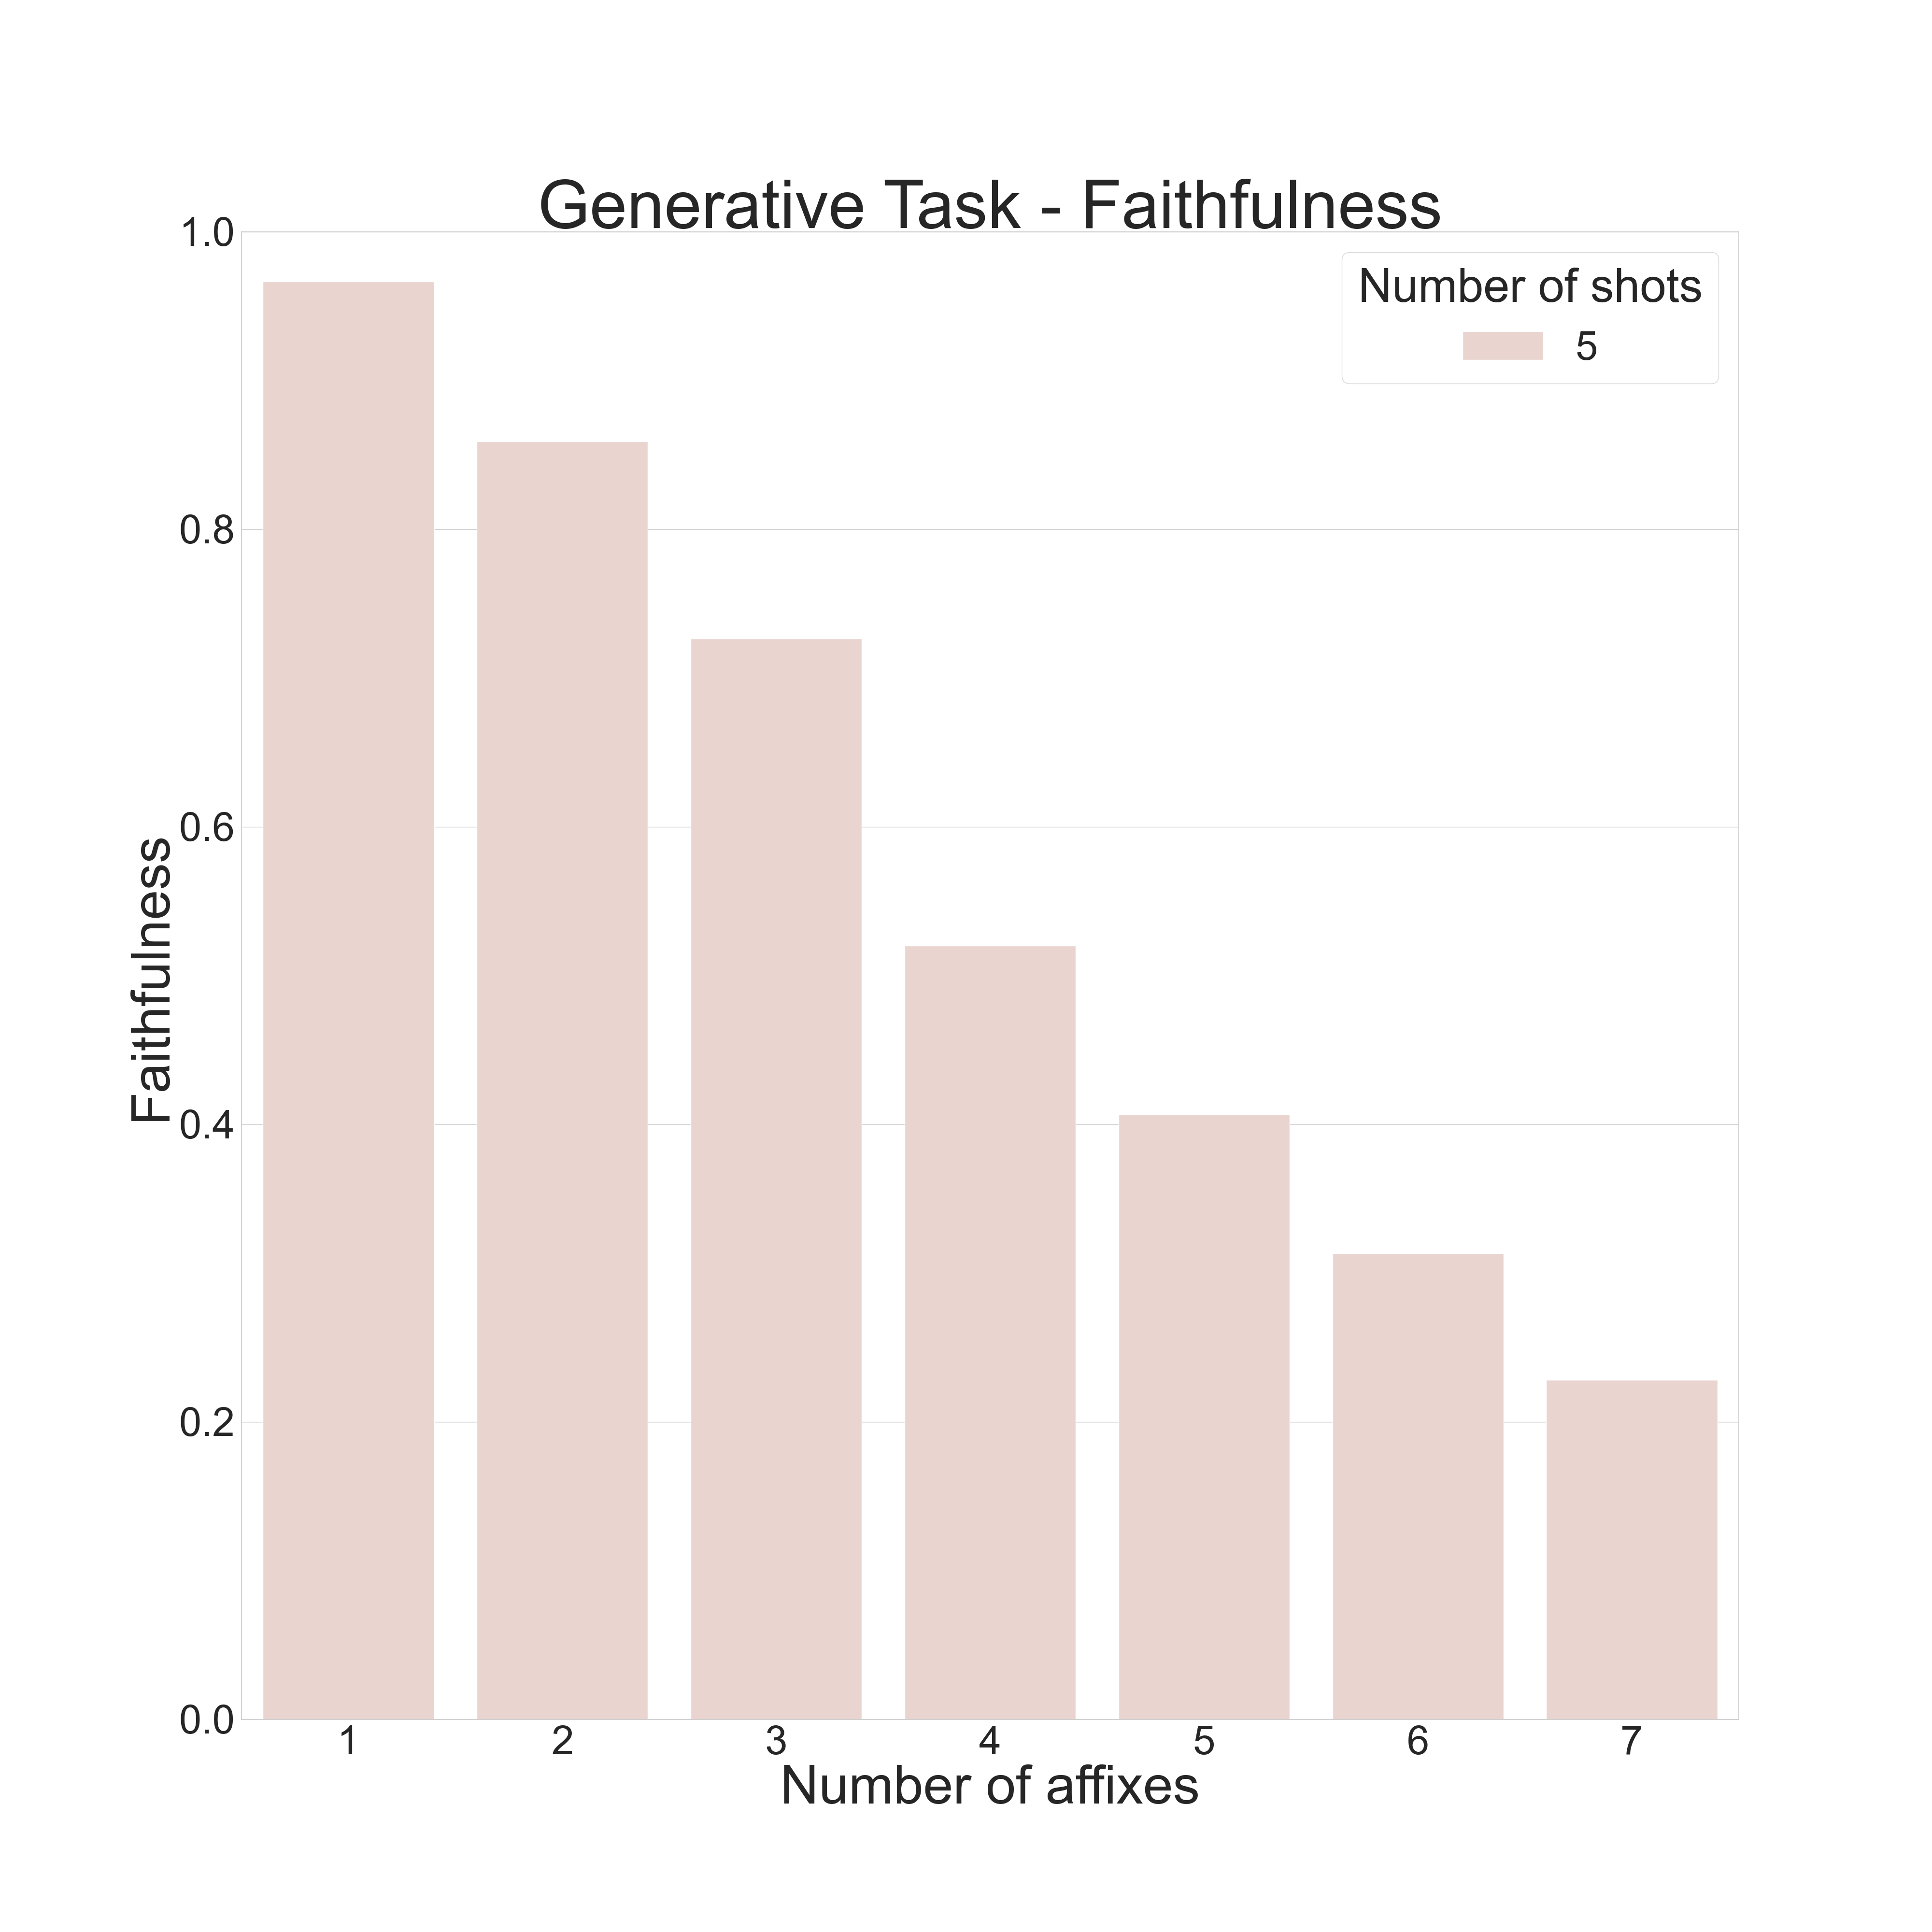 Generative Task - Faithfulness
Number of shots
5
Faithfulness
1.0
0.8
0.6
0.4
0.2
0.0
1 2 3 4 5 6 7
Number of affixes